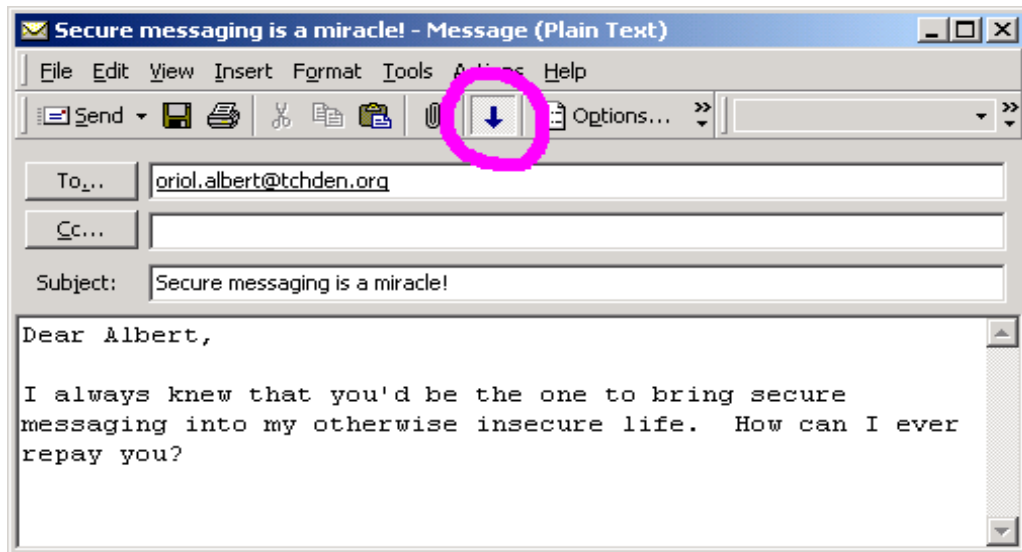 Secure messaging is a miracle! - Message (Plain Text)
File Edit View Insert Format Tools Actions Help
Send Options...
To... oriol.albert@tchden.org
Cc...
Subject: Secure messaging is a miracle!
Dear Albert,
I always knew that you'd be the one to bring secure
messaging into my otherwise insecure life. How can I ever
repay you?